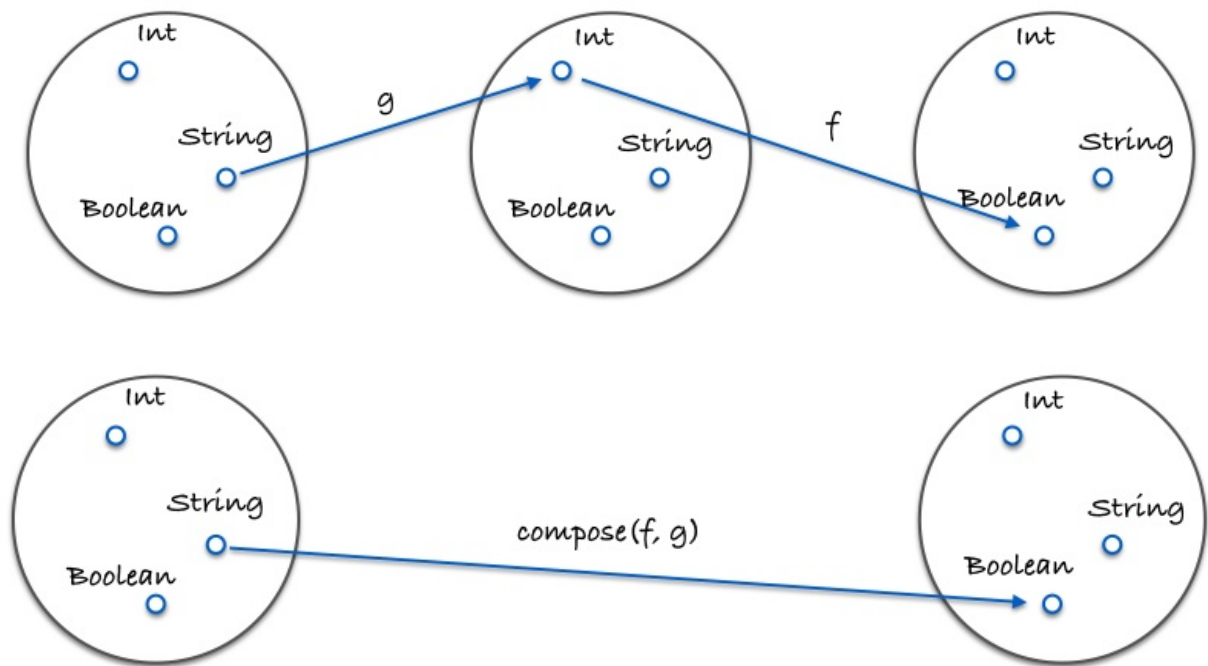 Int
Int
Int
g
f
String
String
String
Boolean
Boolean
Boolean
Int
Int
String
String
compose(f, g)
Boolean
Boolean